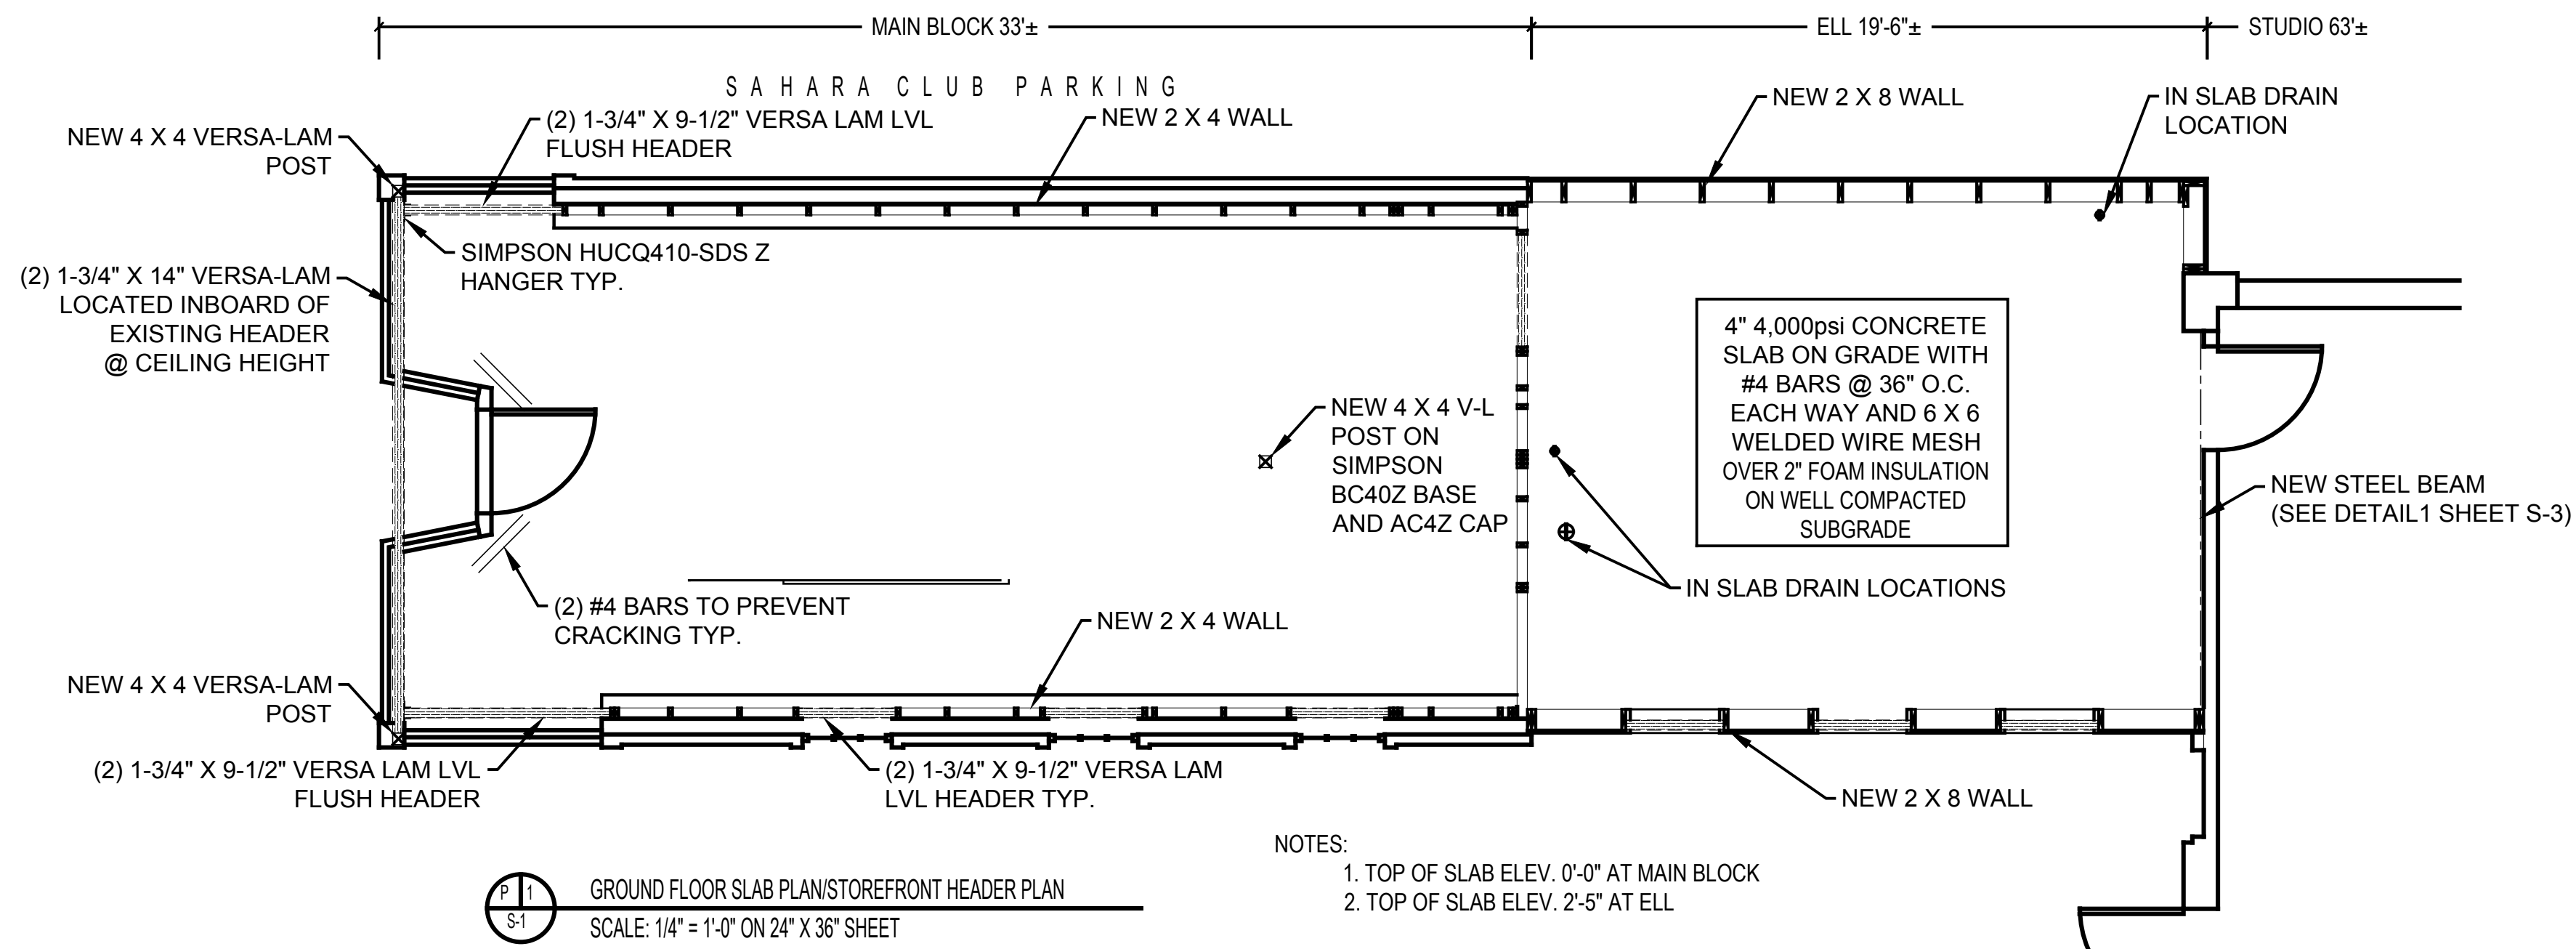 MAIN BLOCK 33'±
ELL 19'-6"±
STUDIO 63'±
SAHARA CLUB PARKING
NEW 4 X 4 VERSA-LAM
POST
(2) 1-3/4" X 9-1/2" VERSA LAM LVL
FLUSH HEADER
NEW 2 X 4 WALL
NEW 2 X 8 WALL
IN SLAB DRAIN
LOCATION
(2) 1-3/4" X 14" VERSA-LAM
LOCATED INBOARD OF
EXISTING HEADER
@ CEILING HEIGHT
SIMPSON HUCQ410-SDS Z
HANGER TYP.
NEW 4 X 4 V-L
POST ON
SIMPSON
BC40Z BASE
AND AC4Z CAP
4" 4,000psi CONCRETE
SLAB ON GRADE WITH
#4 BARS @ 36" O.C.
EACH WAY AND 6 X 6
WELDED WIRE MESH
OVER 2" FOAM INSULATION
ON WELL COMPACTED
SUBGRADE
NEW STEEL BEAM
(SEE DETAIL1 SHEET S-3)
IN SLAB DRAIN LOCATIONS
(2) #4 BARS TO PREVENT
CRACKING TYP.
NEW 2 X 4 WALL
NEW 4 X 4 VERSA-LAM
POST
(2) 1-3/4" X 9-1/2" VERSA LAM LVL
FLUSH HEADER
(2) 1-3/4" X 9-1/2" VERSA LAM
LVL HEADER TYP.
NEW 2 X 8 WALL
NOTES:
1. TOP OF SLAB ELEV. 0'-0" AT MAIN BLOCK
2. TOP OF SLAB ELEV. 2'-5" AT ELL
P 1
S-1
GROUND FLOOR SLAB PLAN/STOREFRONT HEADER PLAN
SCALE: 1/4" = 1'-0" ON 24" X 36" SHEET